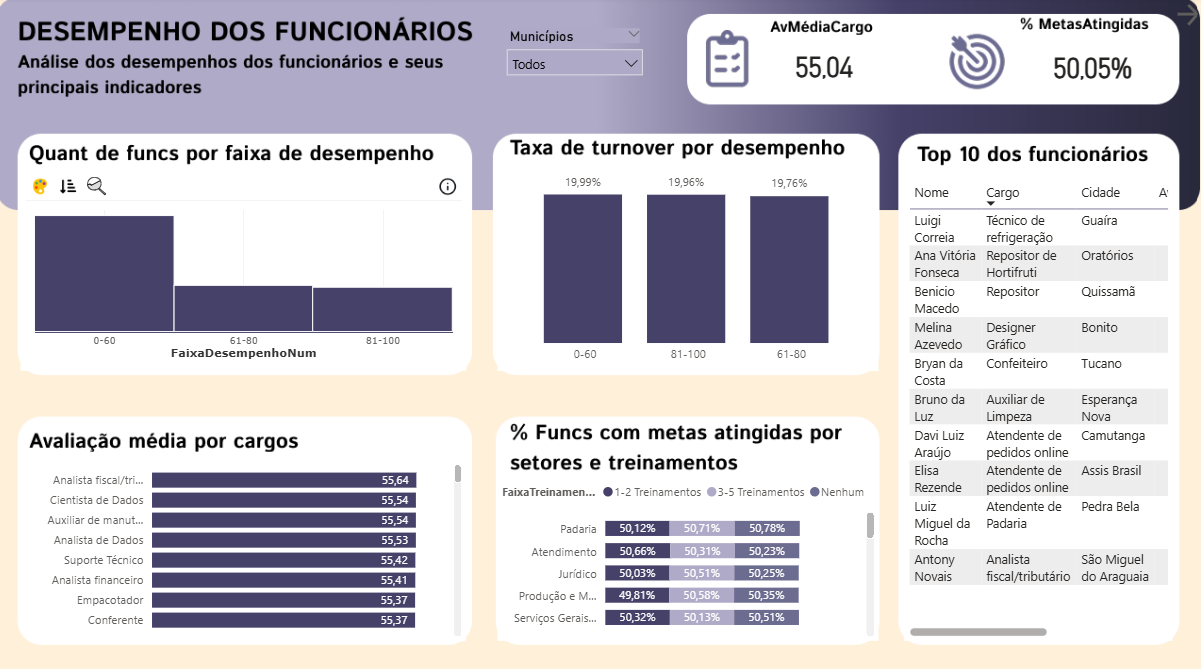 DESEMPENHO DOS FUNCIONÁRIOS
Análise dos desempenhos dos funcionários e seus
principais indicadores
Municípios
Todos
AvMédiaCargo
55,04
% MetasAtingidas
50,05%
Quant de funcs por faixa de desempenho
0-60
61-80
81-100
FaixaDesempenhoNum
Taxa de turnover por desempenho
19,99%
19,96%
19,76%
0-60
81-100
61-80
Top 10 dos funcionários
Nome Cargo Cidade A
Luigi
Correia
Técnico de
refrigeração
Guaíra
Ana Vitória
Fonseca
Repositor de
Hortifruti
Oratórios
Benicio
Macedo
Repositor
Quissamã
Melina
Azevedo
Designer
Gráfico
Bonito
Bryan da
Costa
Confeiteiro
Tucano
Bruno da
Luz
Auxiliar de
Limpeza
Esperança
Nova
Davi Luiz
Araújo
Atendente de
pedidos online
Camutanga
Elisa
Rezende
Atendente de
pedidos online
Assis Brasil
Luiz
Miguel da
Rocha
Atendente de
Padaria
Pedra Bela
Antony
Novais
Analista
fiscal/tributário
São Miguel
do Araguaia
Avaliação média por cargos
Analista fiscal/tri... 55,64
Cientista de Dados 55,54
Auxiliar de manut... 55,54
Analista de Dados 55,53
Suporte Técnico 55,42
Analista financeiro 55,41
Empacotador 55,37
Conferente 55,37
% Funcs com metas atingidas por
setores e treinamentos
FaixaTreinamen... 1-2 Treinamentos 3-5 Treinamentos Nenhum
Padaria 50,12% 50,71% 50,78%
Atendimento 50,66% 50,31% 50,23%
Jurídico 50,03% 50,51% 50,25%
Produção e M... 49,81% 50,58% 50,35%
Serviços Gerais... 50,32% 50,13% 50,51%